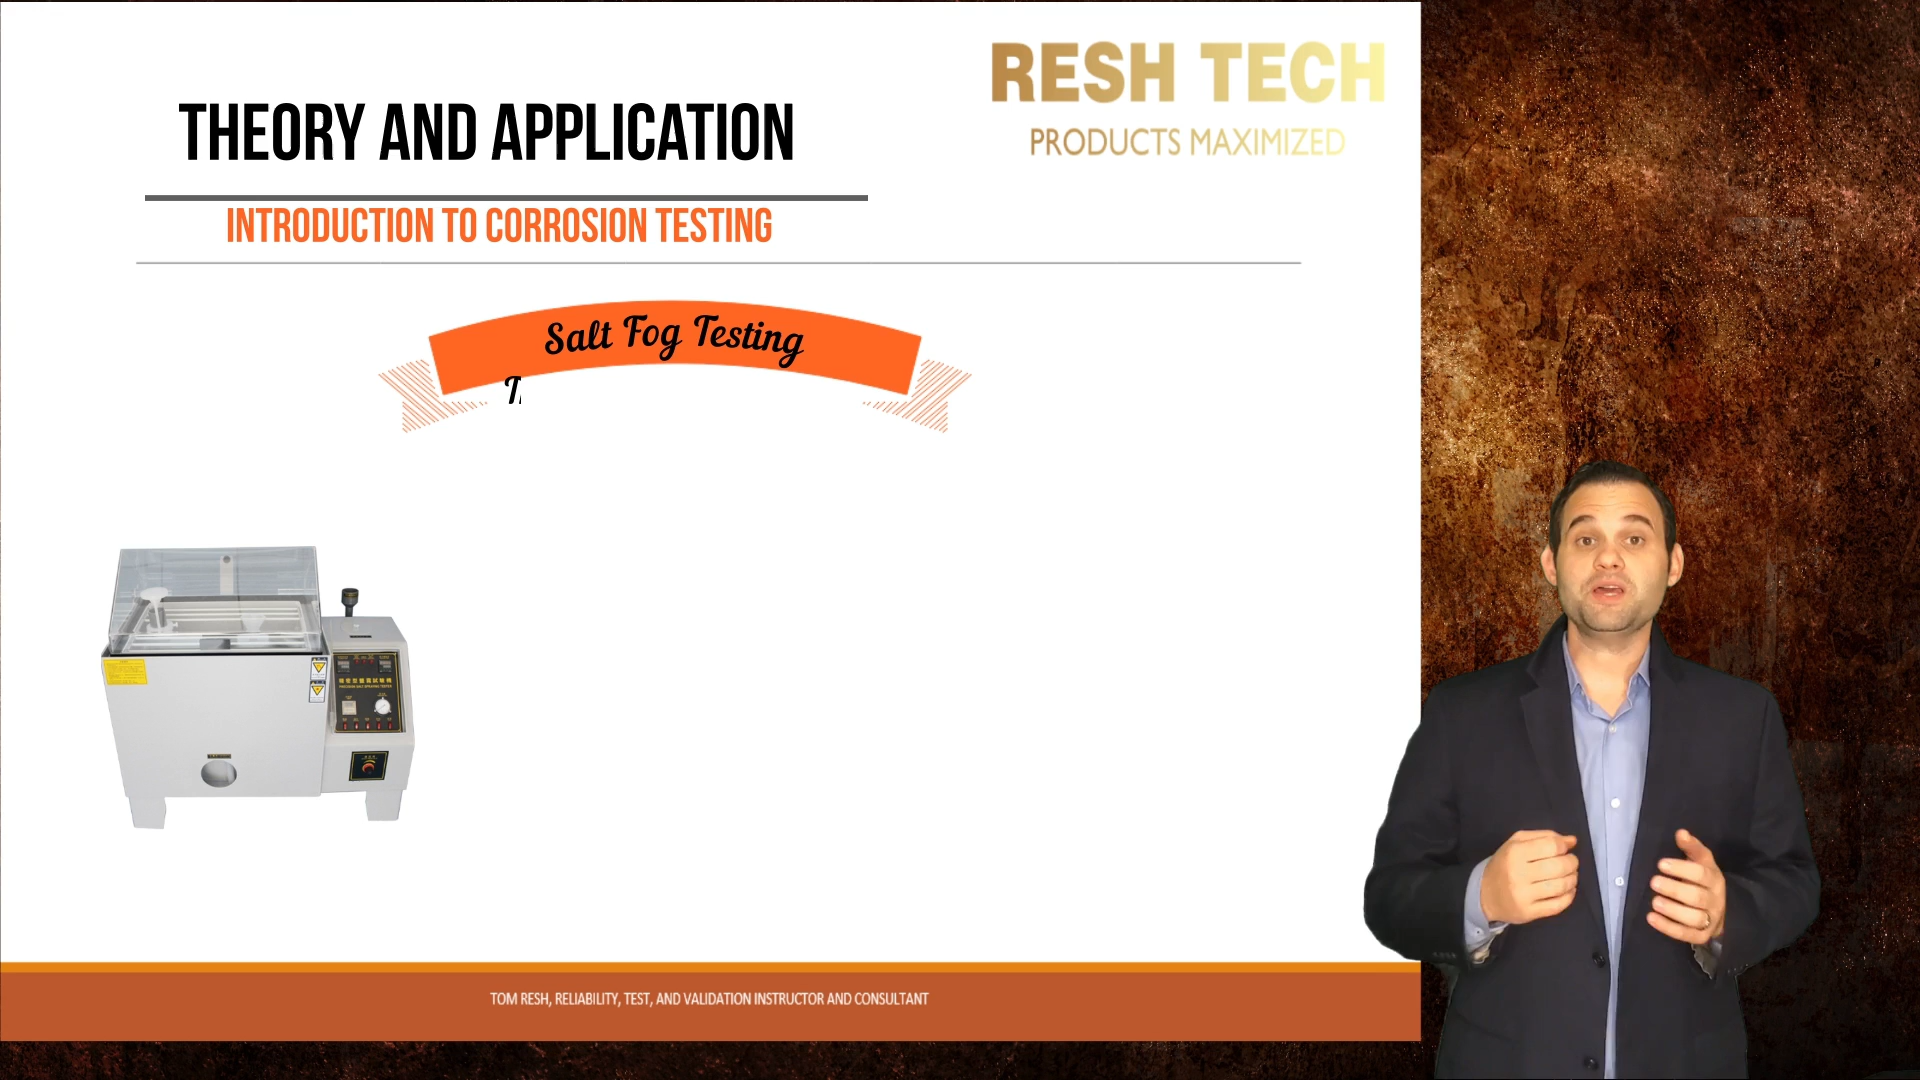 RESH TECH
PRODUCTS MAXIMIZED
THEORY AND APPLICATION
INTRODUCTION TO CORROSION TESTING
Salt Fog Testing
TOM RESH, RELIABILITY, TEST, AND VALIDATION INSTRUCTOR AND CONSULTANT